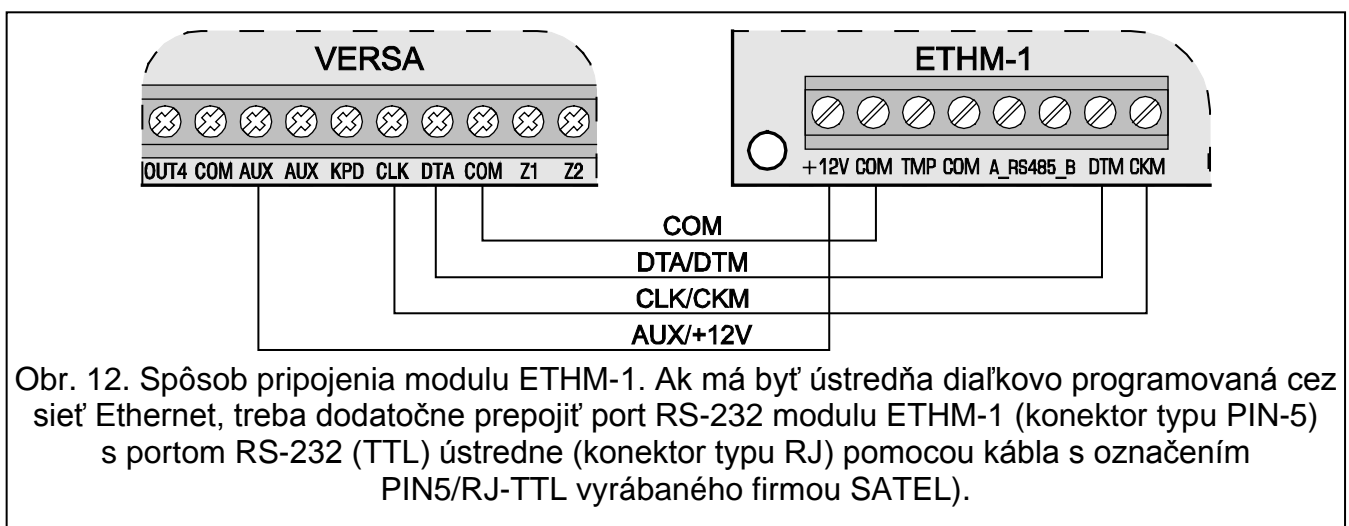 VERSA
ETHM-1
OUT4 COM AUX AUX KPD CLK DTA COM Z1 Z2
+12V COM TMP COM A_RS485_B DTM CKM
COM
DTA/DTM
CLK/CKM
AUX/+12V
Obr. 12. Spôsob pripojenia modulu ETHM-1. Ak má byť ústredňa diaľkovo programovaná cez
sieť Ethernet, treba dodatočne prepojiť port RS-232 modulu ETHM-1 (konektor typu PIN-5)
s portom RS-232 (TTL) ústredne (konektor typu RJ) pomocou kábla s označením
PIN5/RJ-TTL vyrábaného firmou SATEL).